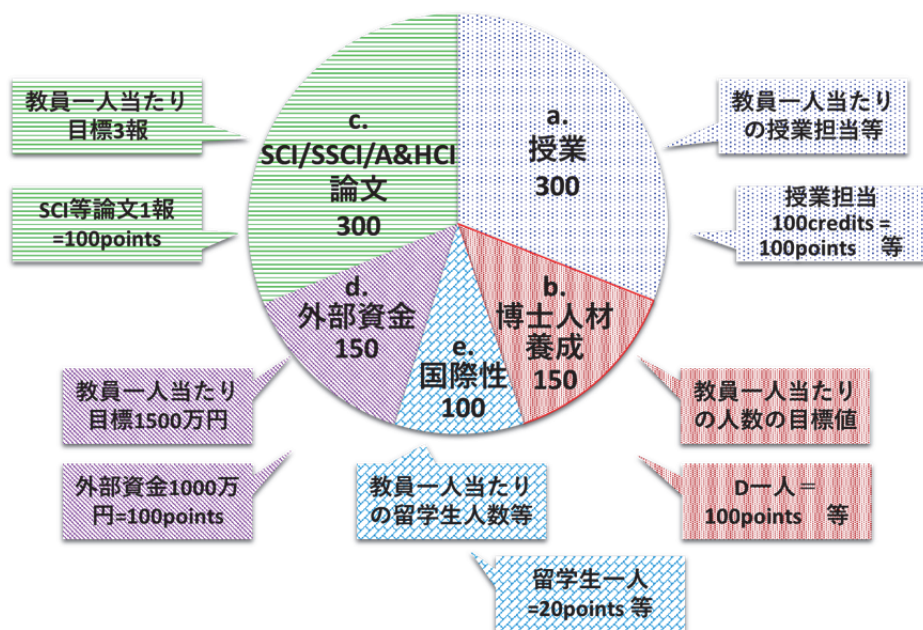 教員一人当たり
目標3報
SCI等論文1報
=100points
c.
SCI/SSCI/A&HCI
論文
300
a.
授業
300
教員一人当たり
の授業担当等
授業担当
100credits =
100points 等
d.
外部資金
150
e.
国際性
100
b.
博士人材
養成
150
教員一人当たり
目標1500万円
外部資金1000万
円=100points
教員一人当たり
の留学生人数等
留学生一人
=20points 等
教員一人当たり
の人数の目標値
D一人＝
100points 等